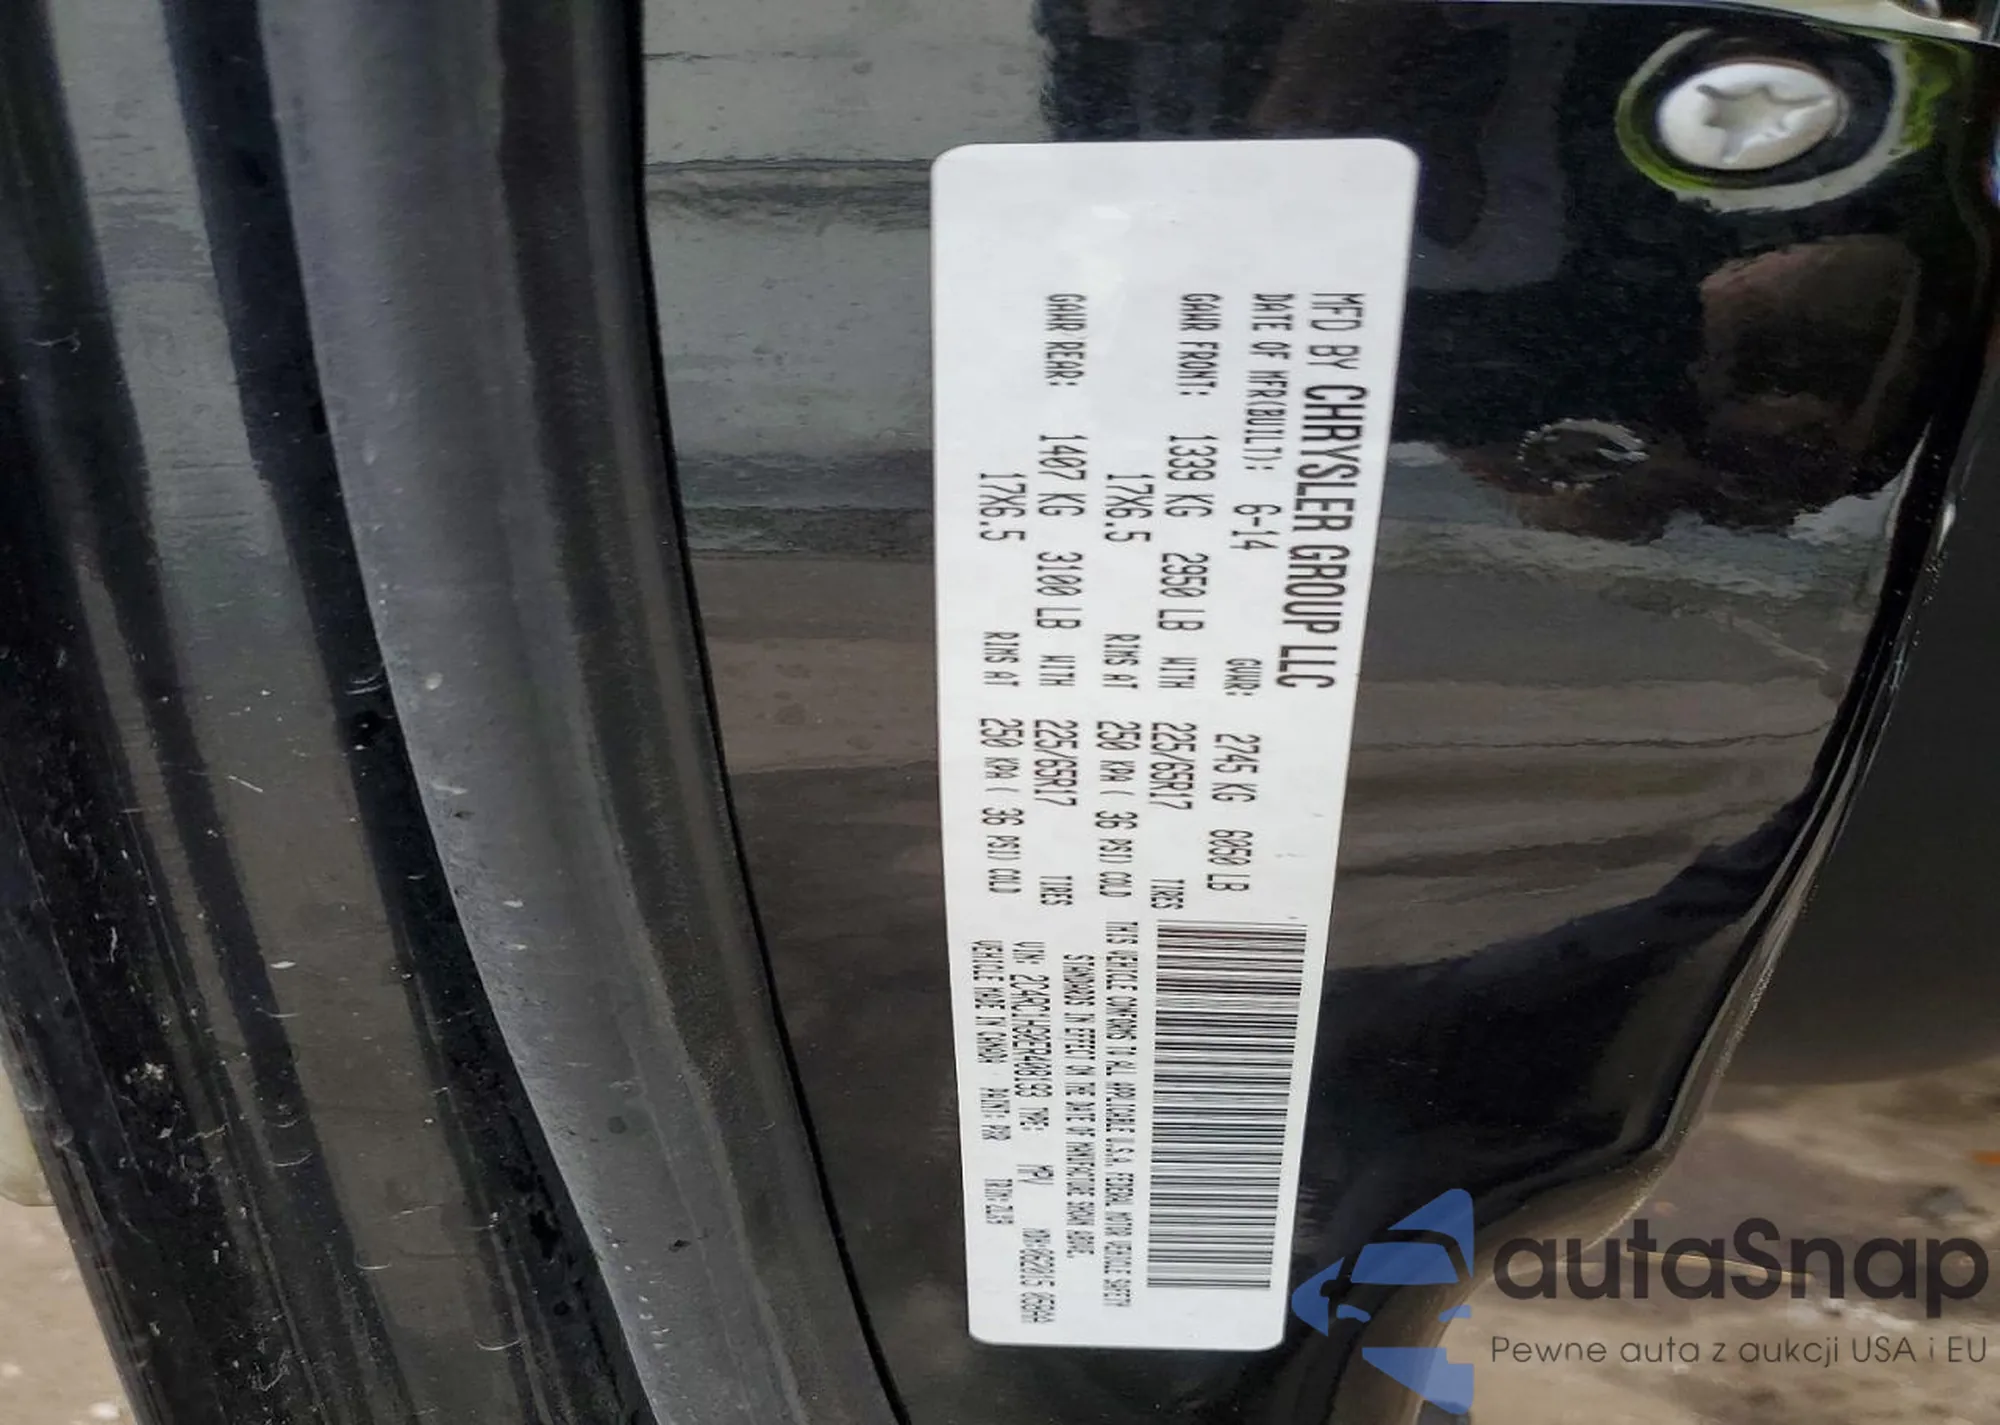 MFD BY CHRYSLER GROUP LLC
DATE OF MFR(BUILT): 6-14 GVWR: 2745 KG 6050 LB
GAWR FRONT: 1339 KG 2950 LB WITH 225/65R17 TIRES
17X6.5 RIMS AT 250 KPA ( 36 PSI) COLD
GAWR REAR: 1407 KG 3100 LB WITH 225/65R17 TIRES
17X6.5 RIMS AT 250 KPA ( 36 PSI) COLD
THIS VEHICLE CONFORMS TO ALL APPLICABLE U.S.A. FEDERAL MOTOR VEHICLE SAFETY
STANDARDS IN EFFECT ON THE DATE OF MANUFACTURE SHOWN ABOVE.
TYPE: MPV
VEHICLE MADE IN CANADA PAINT:
autaSnap
Pewne auta z aukcji USA i EU